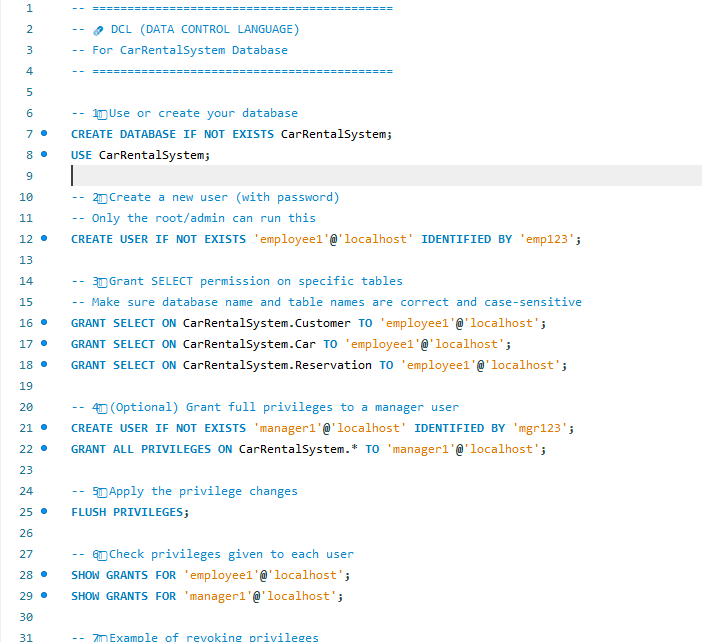 1 -- ===========================================
2 -- 🔗 DCL (DATA CONTROL LANGUAGE)
3 -- For CarRentalSystem Database
4 -- ===========================================
5
6 -- 1️⃣ Use or create your database
7 CREATE DATABASE IF NOT EXISTS CarRentalSystem;
8 USE CarRentalSystem;
9
10 -- 2️⃣ Create a new user (with password)
11 -- Only the root/admin can run this
12 CREATE USER IF NOT EXISTS 'employee1'@'localhost' IDENTIFIED BY 'emp123';
13
14 -- 3️⃣ Grant SELECT permission on specific tables
15 -- Make sure database name and table names are correct and case-sensitive
16 GRANT SELECT ON CarRentalSystem.Customer TO 'employee1'@'localhost';
17 GRANT SELECT ON CarRentalSystem.Car TO 'employee1'@'localhost';
18 GRANT SELECT ON CarRentalSystem.Reservation TO 'employee1'@'localhost';
19
20 -- 4️⃣ (Optional) Grant full privileges to a manager user
21 CREATE USER IF NOT EXISTS 'manager1'@'localhost' IDENTIFIED BY 'mgr123';
22 GRANT ALL PRIVILEGES ON CarRentalSystem.* TO 'manager1'@'localhost';
23
24 -- 5️⃣ Apply the privilege changes
25 FLUSH PRIVILEGES;
26
27 -- 6️⃣ Check privileges given to each user
28 SHOW GRANTS FOR 'employee1'@'localhost';
29 SHOW GRANTS FOR 'manager1'@'localhost';
30
31 -- 7️⃣ Example of revoking privileges